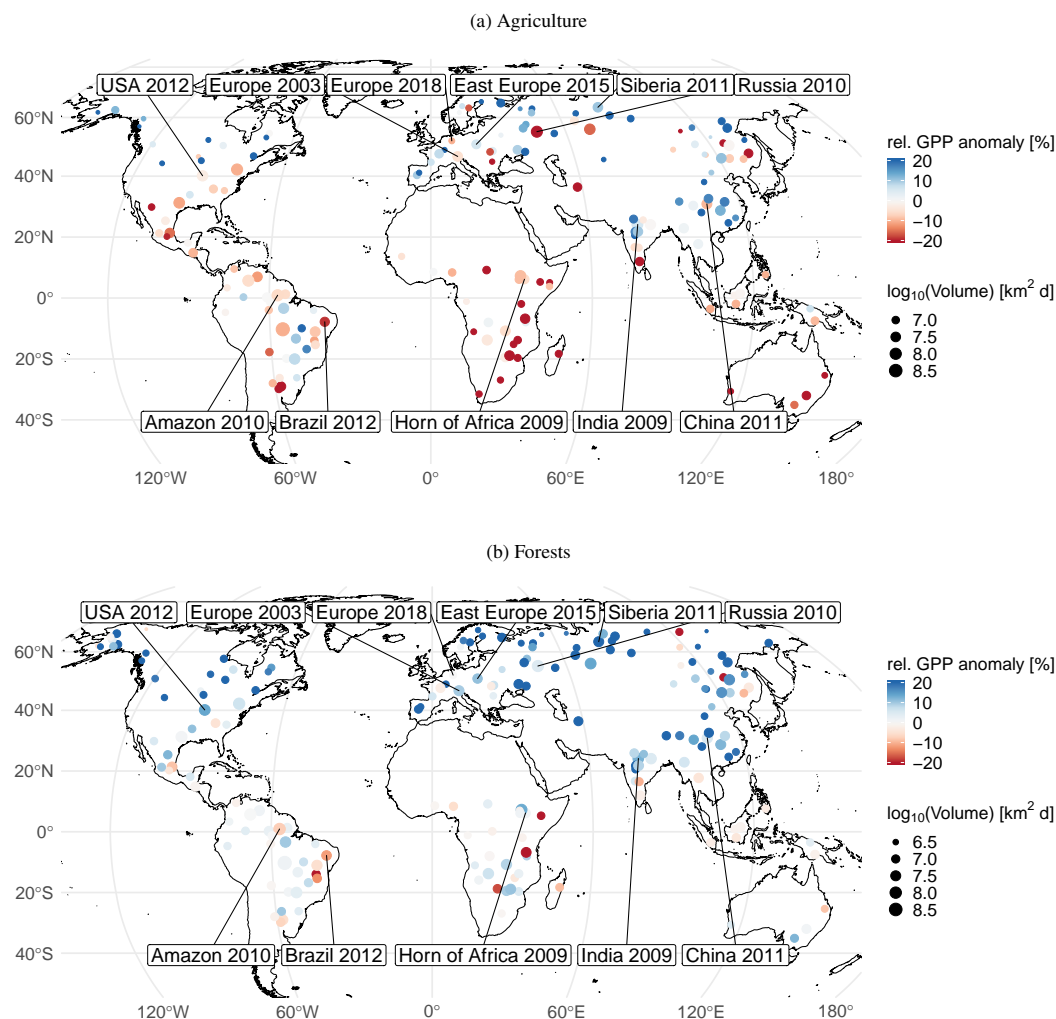 (a) Agriculture
USA 2012 Europe 2003 Europe 2018 East Europe 2015 Siberia 2011 Russia 2010
60°N
40°N
20°N
0°
20°S
40°S
Amazon 2010 Brazil 2012 Horn of Africa 2009 India 2009 China 2011
120°W 60°W 0° 60°E 120°E 180°
rel. GPP anomaly [%]
20
10
0
−10
−20
log₁₀(Volume) [km² d]
7.0
7.5
8.0
8.5
(b) Forests
USA 2012 Europe 2003 Europe 2018 East Europe 2015 Siberia 2011 Russia 2010
60°N
40°N
20°N
0°
20°S
40°S
Amazon 2010 Brazil 2012 Horn of Africa 2009 India 2009 China 2011
120°W 60°W 0° 60°E 120°E 180°
rel. GPP anomaly [%]
20
10
0
−10
−20
log₁₀(Volume) [km² d]
6.5
7.0
7.5
8.0
8.5